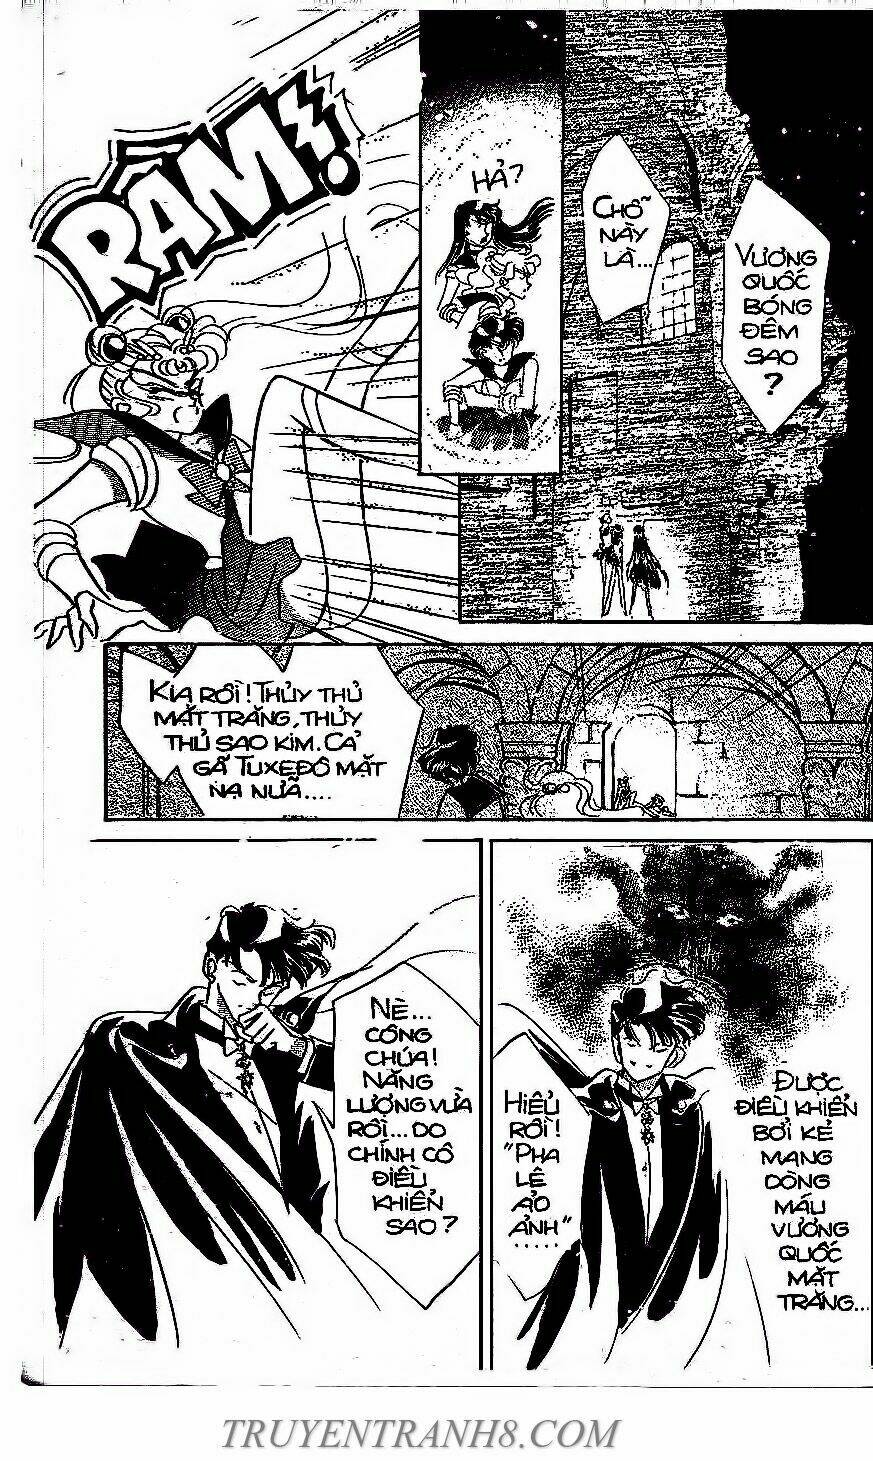 RẦM!
HẢ?
CHỖ
NÀY
LÀ...
VƯƠNG
QUỐC
BÓNG
ĐÊM
SAO
?
KIA RỒI! THỦY THỦ
MẶT TRĂNG, THỦY
THỦ SAO KIM. CẢ
GÃ TUXEĐÔ MẶT
NẠ NỮA....
NÈ...
CÔNG
CHÚA!
NĂNG
LƯỢNG VỪA
RỒI... DO
CHÍNH CÔ
ĐIỀU
KHIỂN
SAO?
HIỂU
RỒI!
"PHA
LÊ
ẢO
ẢNH"
.....
ĐƯỢC
ĐIỀU KHIỂN
BỞI KẺ
MANG
DÒNG
MÁU
VƯƠNG
QUỐC
MẶT
TRĂNG...
TRUYENTRANH8.COM